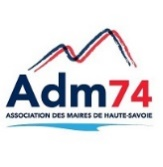 Adm74
ASSOCIATION DES MAIRES DE HAUTE-SAVOIE